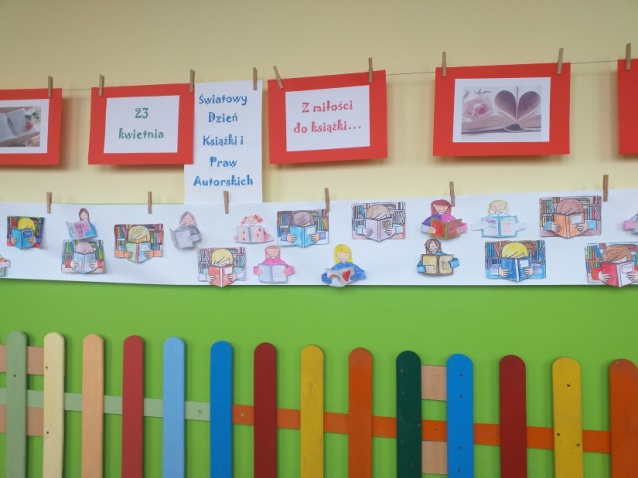 23
kwietnia
Światowy
Dzień
Książki i
Praw
Autorskich
Z miłości
do książki...